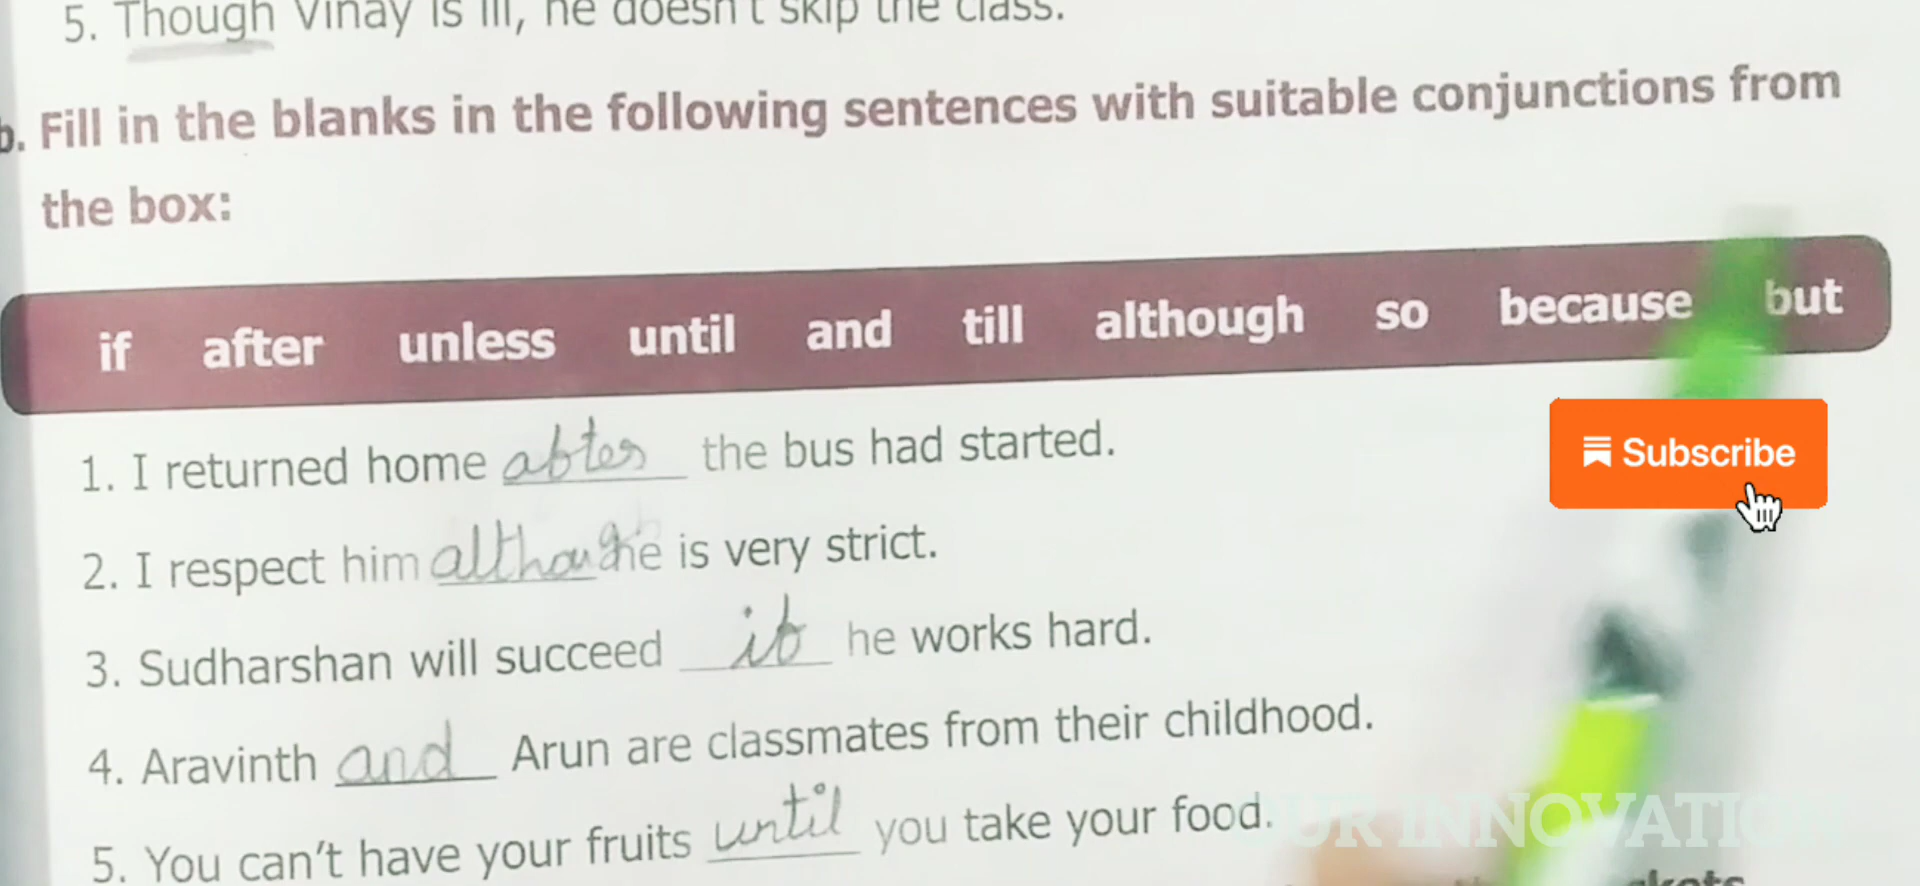 5. Though Vinay is ill, he doesn't skip the class.
b. Fill in the blanks in the following sentences with suitable conjunctions from
the box:
if after unless until and till although so because but
1. I returned home after the bus had started.
Subscribe
2. I respect him although he is very strict.
3. Sudharshan will succeed if he works hard.
4. Aravinth and Arun are classmates from their childhood.
5. You can't have your fruits until you take your food.
OUR INNOVATION